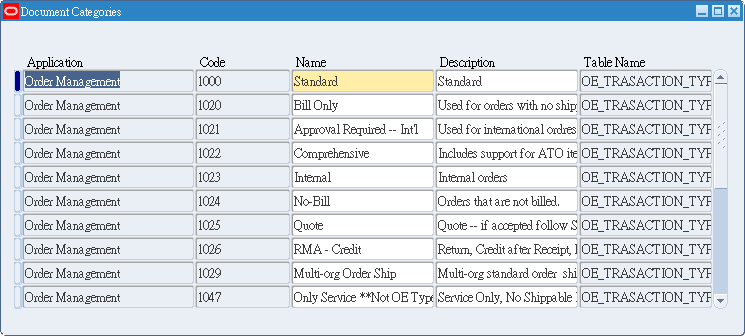 Document Categories
Application Code Name Description Table Name
Order Management 1000 Standard Standard OE_TRASACTION_TYP
Order Management 1020 Bill Only Used for orders with no ship OE_TRASACTION_TYP
Order Management 1021 Approval Required -- Int'l Used for international ordres OE_TRASACTION_TYP
Order Management 1022 Comprehensive Includes support for ATO ite OE_TRASACTION_TYP
Order Management 1023 Internal Internal orders OE_TRASACTION_TYP
Order Management 1024 No-Bill Orders that are not billed. OE_TRASACTION_TYP
Order Management 1025 Quote Quote -- if accepted follow S OE_TRASACTION_TYP
Order Management 1026 RMA - Credit Return, Credit after Receipt, OE_TRASACTION_TYP
Order Management 1029 Multi-org Order Ship Multi-org standard order shi OE_TRASACTION_TYP
Order Management 1047 Only Service **Not OE Type Service Only, No Shippable OE_TRASACTION_TYP